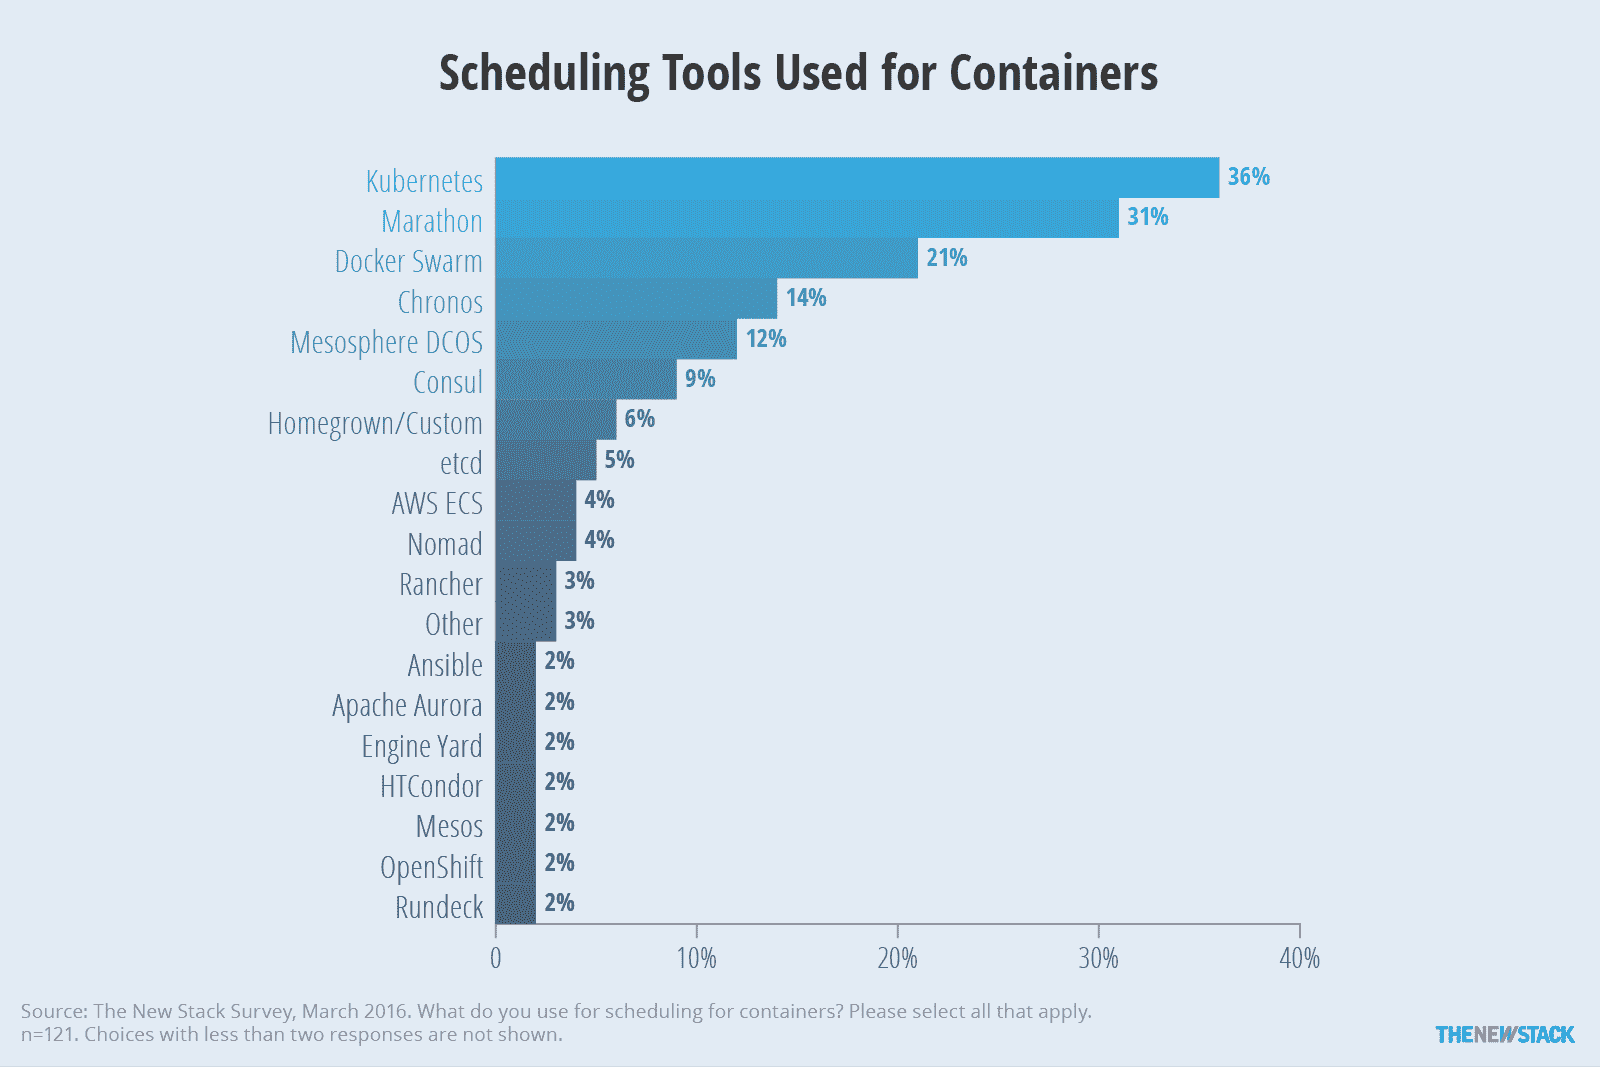 Scheduling Tools Used for Containers
Kubernetes 36%
Marathon 31%
Docker Swarm 21%
Chronos 14%
Mesosphere DCOS 12%
Consul 9%
Homegrown/Custom 6%
etcd 5%
AWS ECS 4%
Nomad 4%
Rancher 3%
Other 3%
Ansible 2%
Apache Aurora 2%
Engine Yard 2%
HTCondor 2%
Mesos 2%
OpenShift 2%
Rundeck 2%
0 10% 20% 30% 40%
Source: The New Stack Survey, March 2016. What do you use for scheduling for containers? Please select all that apply.
n=121. Choices with less than two responses are not shown.
THENEWSTACK